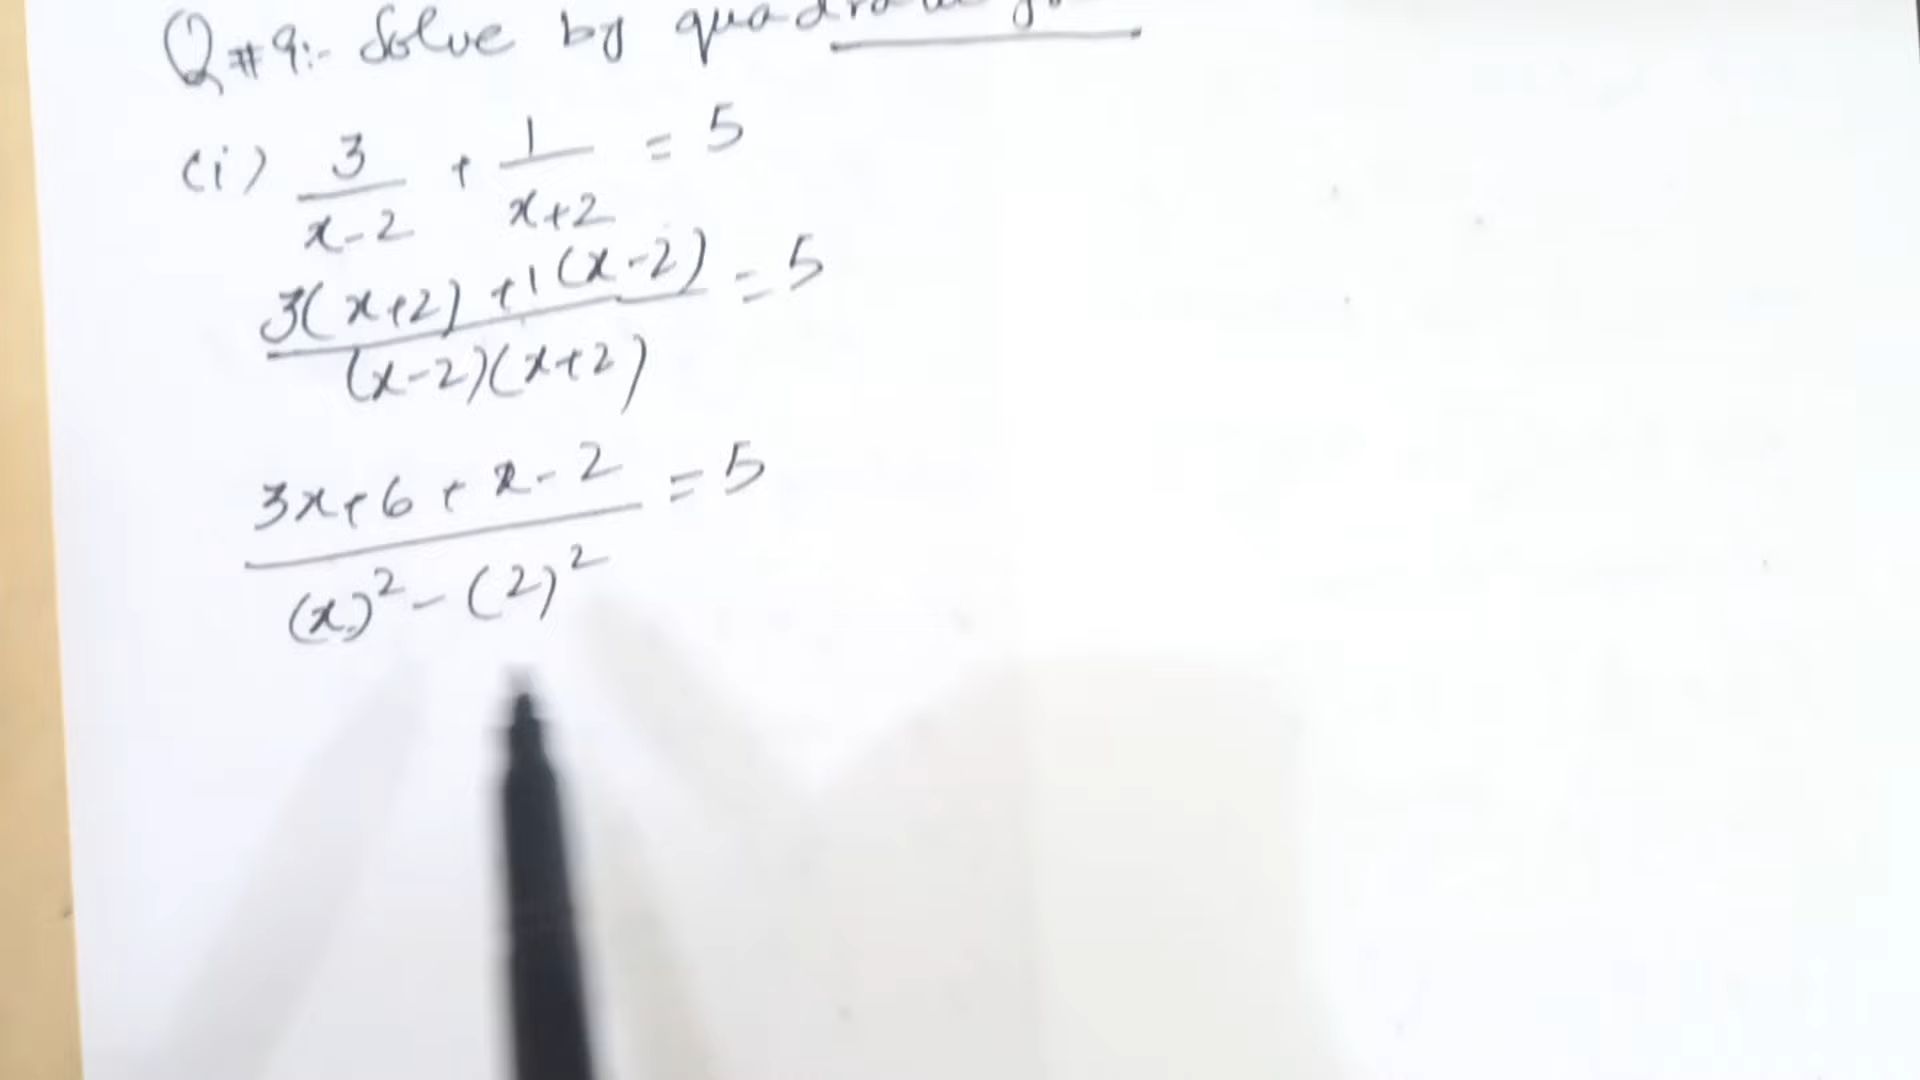 Q#9:- Solve by
(i) 3/(x-2) + 1/(x+2) = 5
(3(x+2) + 1(x-2))/((x-2)(x+2)) = 5
(3x+6+x-2)/((x)²-(2)²) = 5